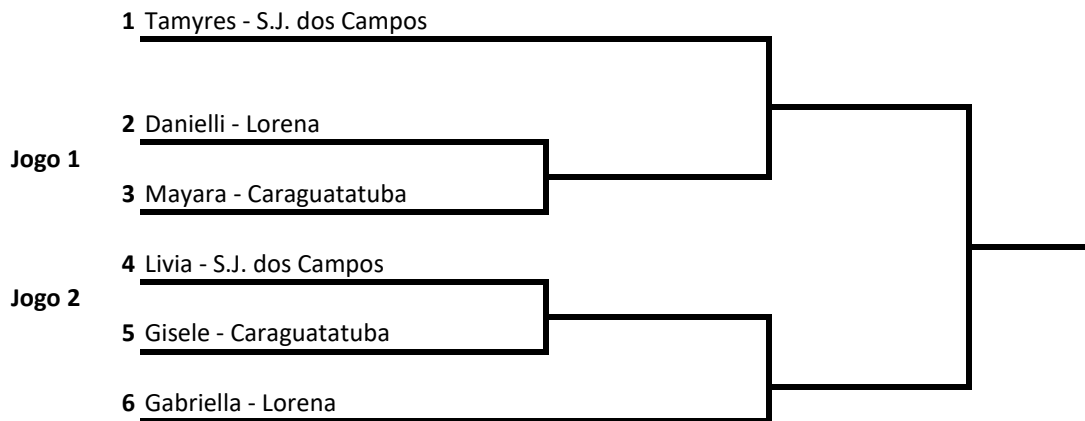 1 Tamyres - S.J. dos Campos
2 Danielli - Lorena
Jogo 1
3 Mayara - Caraguatatuba
4 Livia - S.J. dos Campos
Jogo 2
5 Gisele - Caraguatatuba
6 Gabriella - Lorena